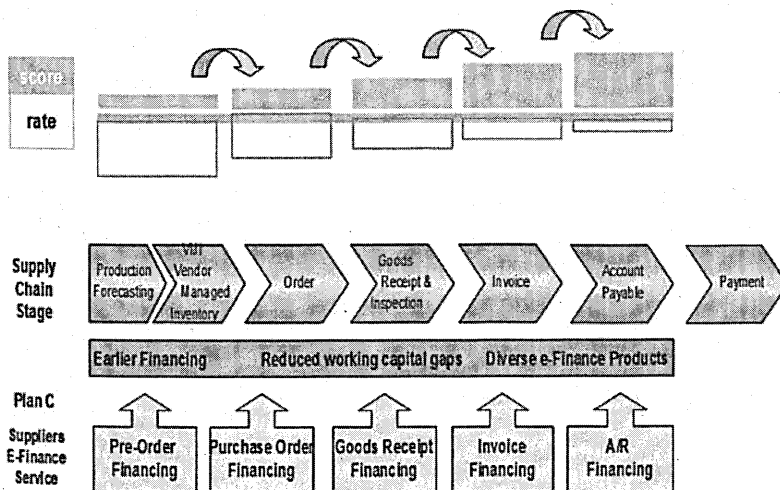 score
rate
Supply
Chain
Stage
Production
Forecasting
VMI
Vendor
Managed
Inventory
Order
Goods
Receipt &
Inspection
Invoice
Account
Payable
Payment
Earlier Financing Reduced working capital gaps Diverse e-Finance Products
Plan C
Suppliers
E-Finance
Service
Pre-Order
Financing
Purchase Order
Financing
Goods Receipt
Financing
Invoice
Financing
A/R
Financing